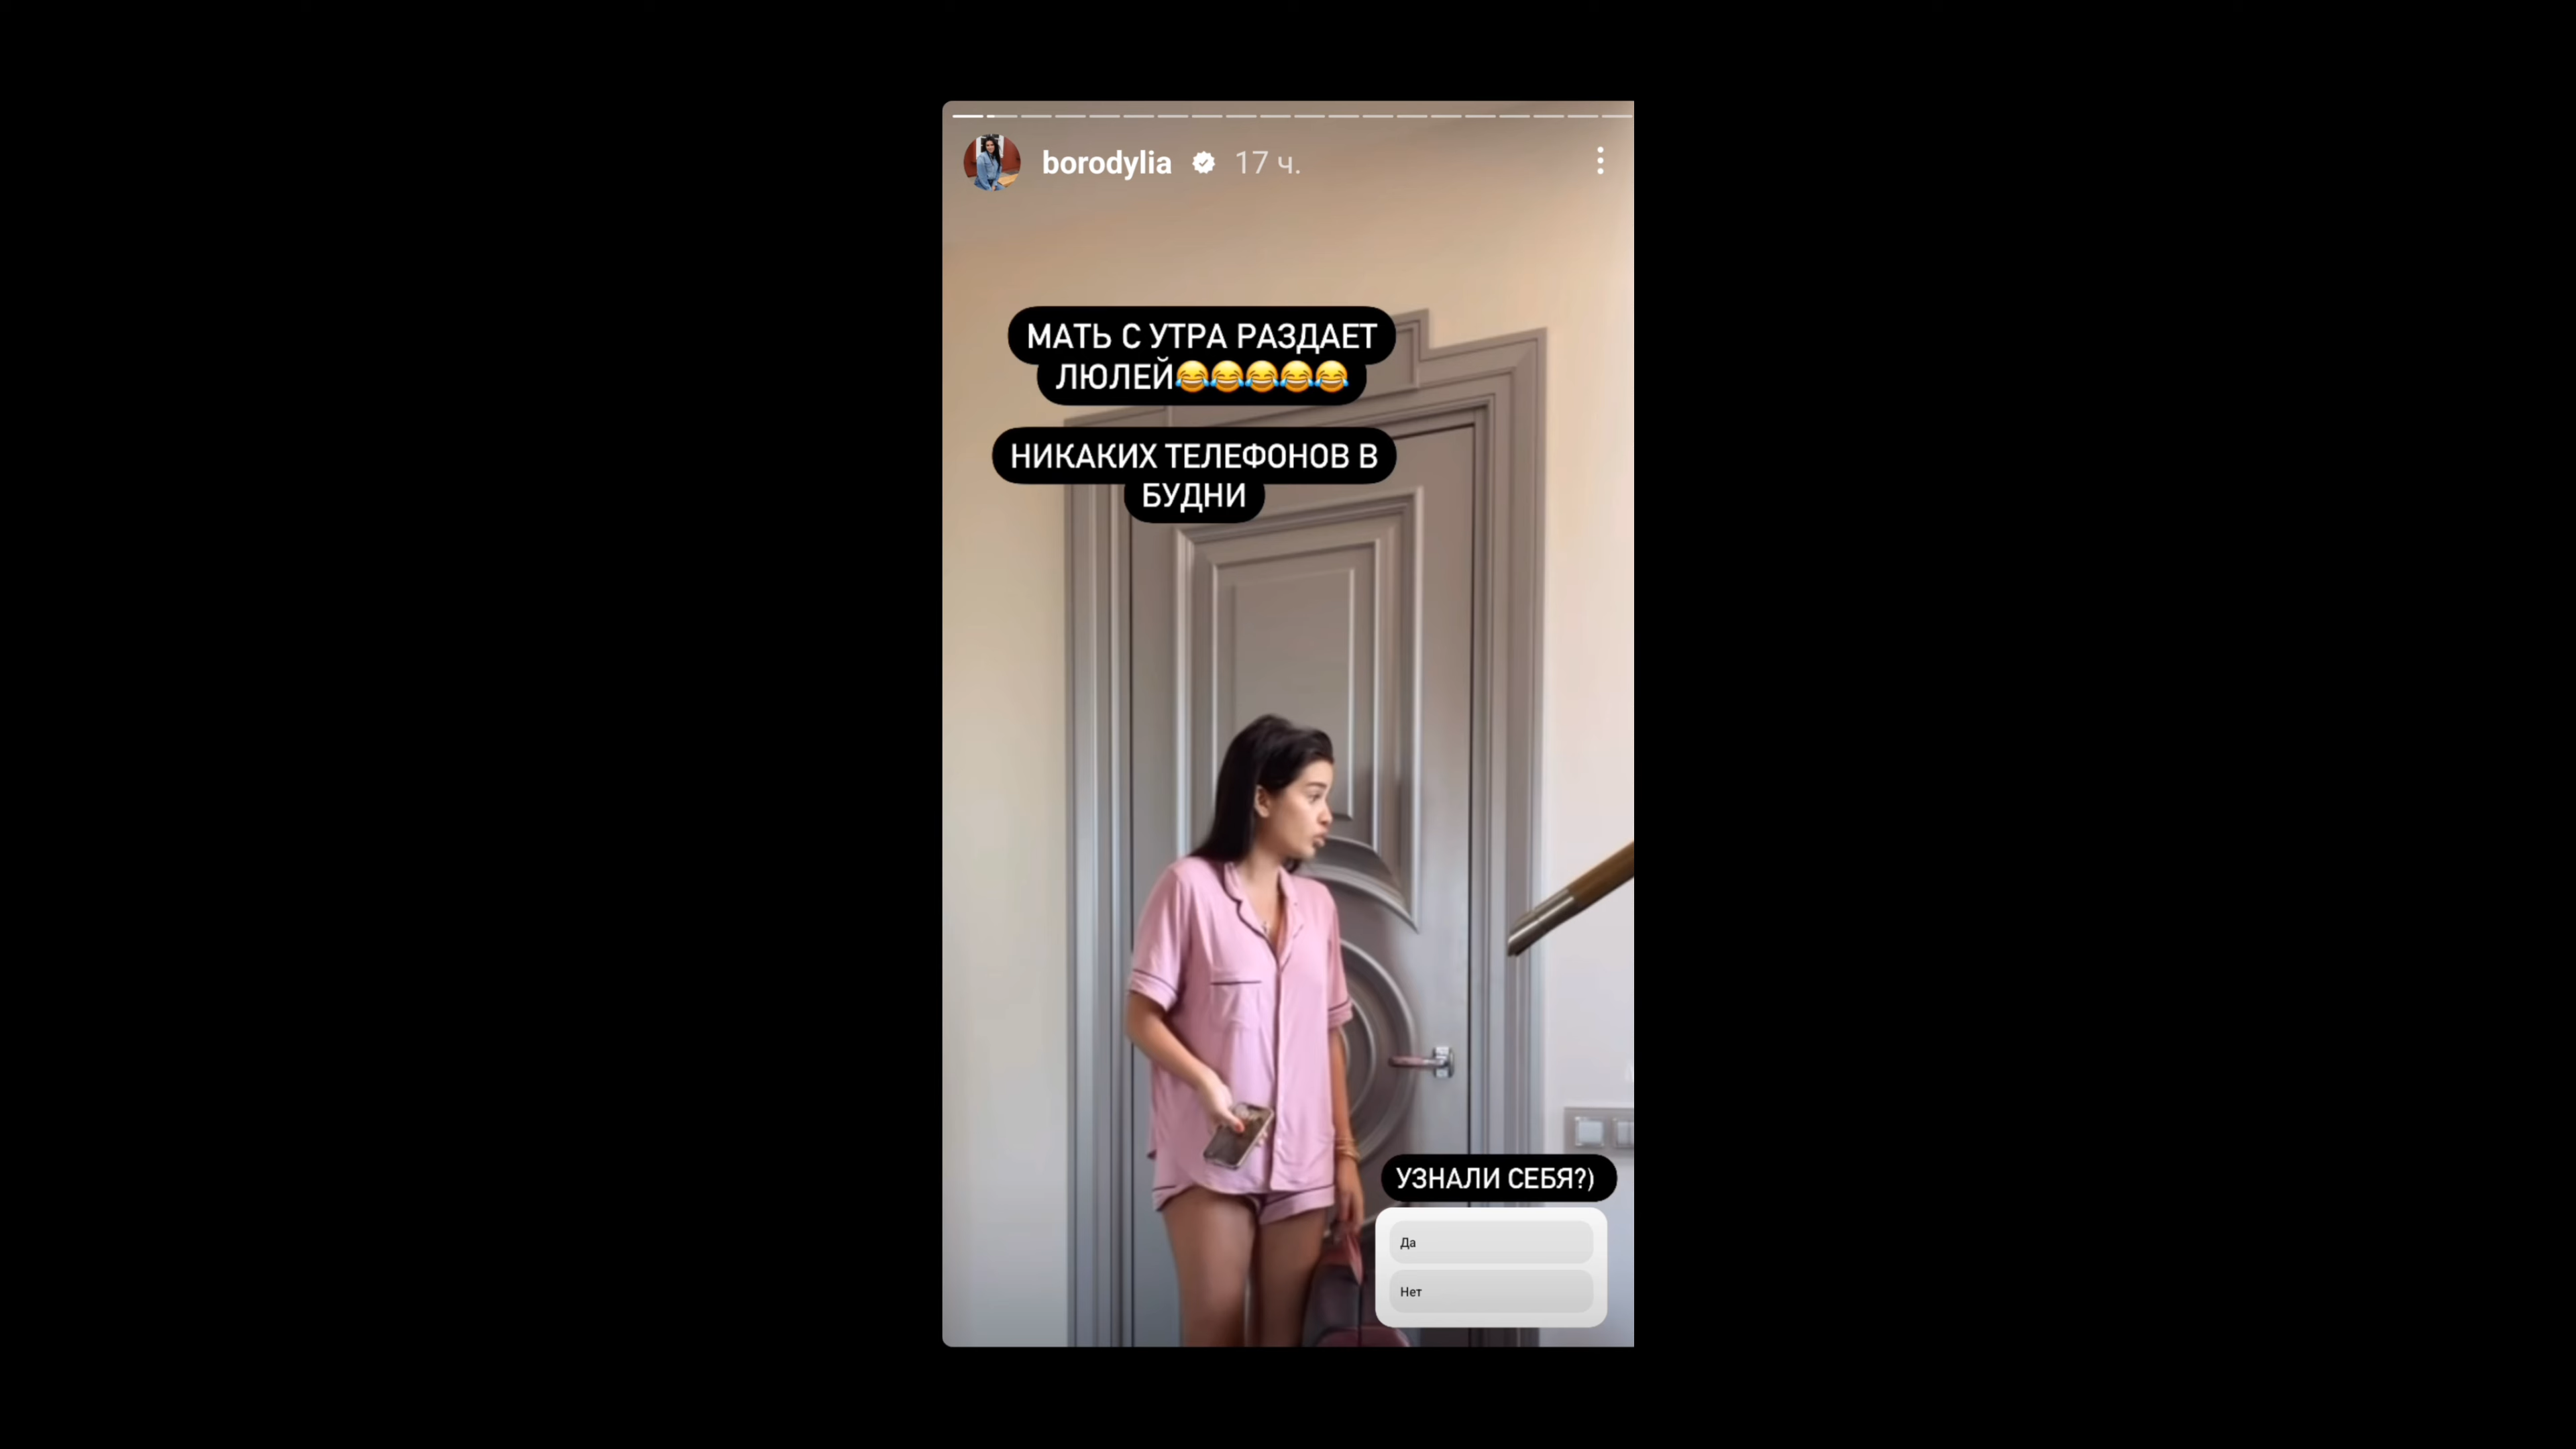 borodylia 17 ч.
МАТЬ С УТРА РАЗДАЕТ
ЛЮЛЕЙ😂😂😂😂😂
НИКАКИХ ТЕЛЕФОНОВ В
БУДНИ
УЗНАЛИ СЕБЯ?)
Да
Нет